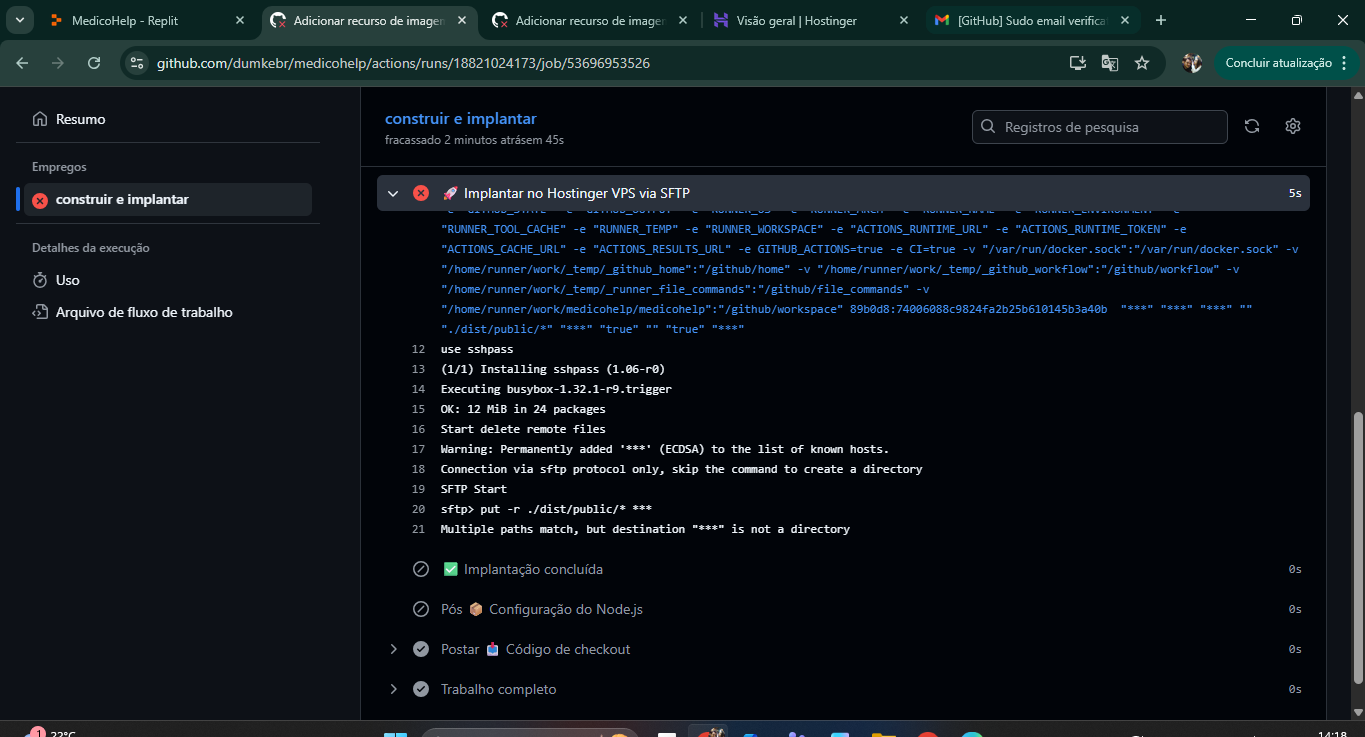 MedicoHelp - Replit
Adicionar recurso de imagen
Adicionar recurso de imager
Visão geral | Hostinger
[GitHub] Sudo email verifica
github.com/dumkebr/medicohelp/actions/runs/18821024173/job/53696953526
Concluir atualização
Resumo
Empregos
construir e implantar
Detalhes da execução
Uso
Arquivo de fluxo de trabalho
construir e implantar
fracassado 2 minutos atrásem 45s
Registros de pesquisa
🚀 Implantar no Hostinger VPS via SFTP 5s
-e "GITHUB_STATE" -e "GITHUB_OUTPUT" -e "RUNNER_OS" -e "RUNNER_ARCH" -e "RUNNER_NAME" -e "RUNNER_ENVIRONMENT" -e
"RUNNER_TOOL_CACHE" -e "RUNNER_TEMP" -e "RUNNER_WORKSPACE" -e "ACTIONS_RUNTIME_URL" -e "ACTIONS_RUNTIME_TOKEN" -e
"ACTIONS_CACHE_URL" -e "ACTIONS_RESULTS_URL" -e GITHUB_ACTIONS=true -e CI=true -v "/var/run/docker.sock":"/var/run/docker.sock" -v
"/home/runner/work/_temp/_github_home":"/github/home" -v "/home/runner/work/_temp/_github_workflow":"/github/workflow" -v
"/home/runner/work/_temp/_runner_file_commands":"/github/file_commands" -v
"/home/runner/work/medicohelp/medicohelp":"/github/workspace" 89b0d8:74006088c9824fa2b25b610145b3a40b "***" "***" "***" ""
"./dist/public/*" "***" "true" "" "true" "***"
12 use sshpass
13 (1/1) Installing sshpass (1.06-r0)
14 Executing busybox-1.32.1-r9.trigger
15 OK: 12 MiB in 24 packages
16 Start delete remote files
17 Warning: Permanently added '***' (ECDSA) to the list of known hosts.
18 Connection via sftp protocol only, skip the command to create a directory
19 SFTP Start
20 sftp> put -r ./dist/public/* ***
21 Multiple paths match, but destination "***" is not a directory
✅ Implantação concluída 0s
Pós 📦 Configuração do Node.js 0s
Postar 📥 Código de checkout 0s
Trabalho completo 0s
1
22°C
14:18